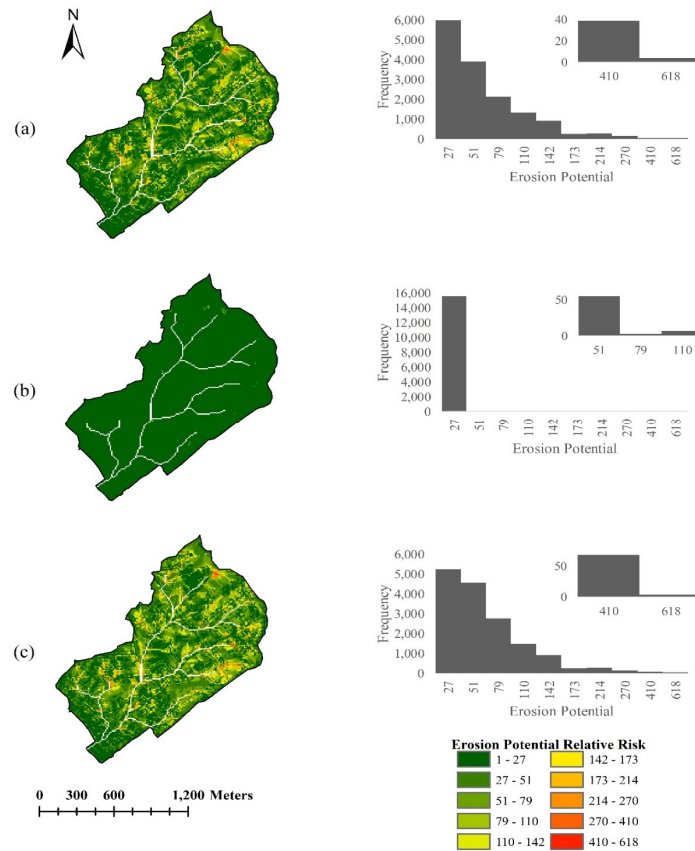 N
(a)
6,000
5,000
4,000
3,000
2,000
1,000
0
Frequency
27 51 79 110 142 173 214 270 410 618
Erosion Potential
40
20
0
410 618
(b)
16,000
14,000
12,000
10,000
8,000
6,000
4,000
2,000
0
Frequency
27 51 79 110 142 173 214 270 410 618
Erosion Potential
50
0
51 79 110
(c)
6,000
5,000
4,000
3,000
2,000
1,000
0
Frequency
27 51 79 110 142 173 214 270 410 618
Erosion Potential
50
0
410 618
0 300 600 1,200 Meters
Erosion Potential Relative Risk
1 - 27 142 - 173
27 - 51 173 - 214
51 - 79 214 - 270
79 - 110 270 - 410
110 - 142 410 - 618